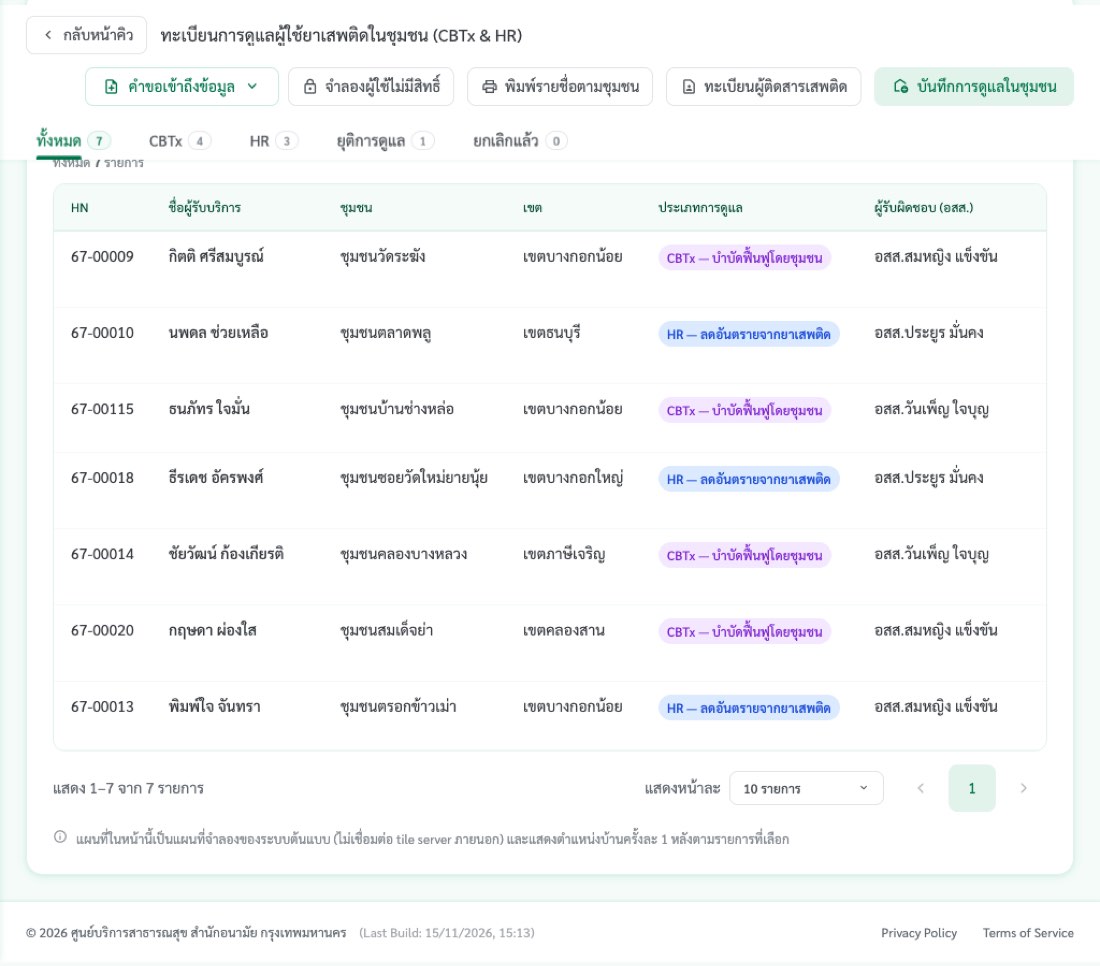 กลับหน้าคิว ทะเบียนการดูแลผู้ใช้ยาเสพติดในชุมชน (CBTx & HR)
คำขอเข้าถึงข้อมูล จำลองผู้ใช้ไม่มีสิทธิ์ พิมพ์รายชื่อตามชุมชน ทะเบียนผู้ติดสารเสพติด บันทึกการดูแลในชุมชน
ทั้งหมด 7 CBTx 4 HR 3 ยุติการดูแล 1 ยกเลิกแล้ว 0
ทั้งหมด 7 รายการ
HN ชื่อผู้รับบริการ ชุมชน เขต ประเภทการดูแล ผู้รับผิดชอบ (อสส.)
67-00009 กิตติ ศรีสมบูรณ์ ชุมชนวัดระฆัง เขตบางกอกน้อย CBTx — บำบัดฟื้นฟูโดยชุมชน อสส.สมหญิง แข็งขัน
67-00010 นพดล ช่วยเหลือ ชุมชนตลาดพลู เขตธนบุรี HR — ลดอันตรายจากยาเสพติด อสส.ประยูร มั่นคง
67-00115 ธนภัทร ใจมั่น ชุมชนบ้านช่างหล่อ เขตบางกอกน้อย CBTx — บำบัดฟื้นฟูโดยชุมชน อสส.วันเพ็ญ ใจบุญ
67-00018 ธีรเดช อัครพงศ์ ชุมชนซอยวัดใหม่ยายนุ้ย เขตบางกอกใหญ่ HR — ลดอันตรายจากยาเสพติด อสส.ประยูร มั่นคง
67-00014 ชัยวัฒน์ ก้องเกียรติ ชุมชนคลองบางหลวง เขตภาษีเจริญ CBTx — บำบัดฟื้นฟูโดยชุมชน อสส.วันเพ็ญ ใจบุญ
67-00020 กฤษดา ผ่องใส ชุมชนสมเด็จย่า เขตคลองสาน CBTx — บำบัดฟื้นฟูโดยชุมชน อสส.สมหญิง แข็งขัน
67-00013 พิมพ์ใจ จันทรา ชุมชนตรอกข้าวเม่า เขตบางกอกน้อย HR — ลดอันตรายจากยาเสพติด อสส.สมหญิง แข็งขัน
แสดง 1–7 จาก 7 รายการ แสดงหน้าละ 10 รายการ 1
แผนที่ในหน้านี้เป็นแผนที่จำลองของระบบต้นแบบ (ไม่เชื่อมต่อ tile server ภายนอก) และแสดงตำแหน่งบ้านครั้งละ 1 หลังตามรายการที่เลือก
© 2026 ศูนย์บริการสาธารณสุข สำนักอนามัย กรุงเทพมหานคร (Last Build: 15/11/2026, 15:13) Privacy Policy Terms of Service